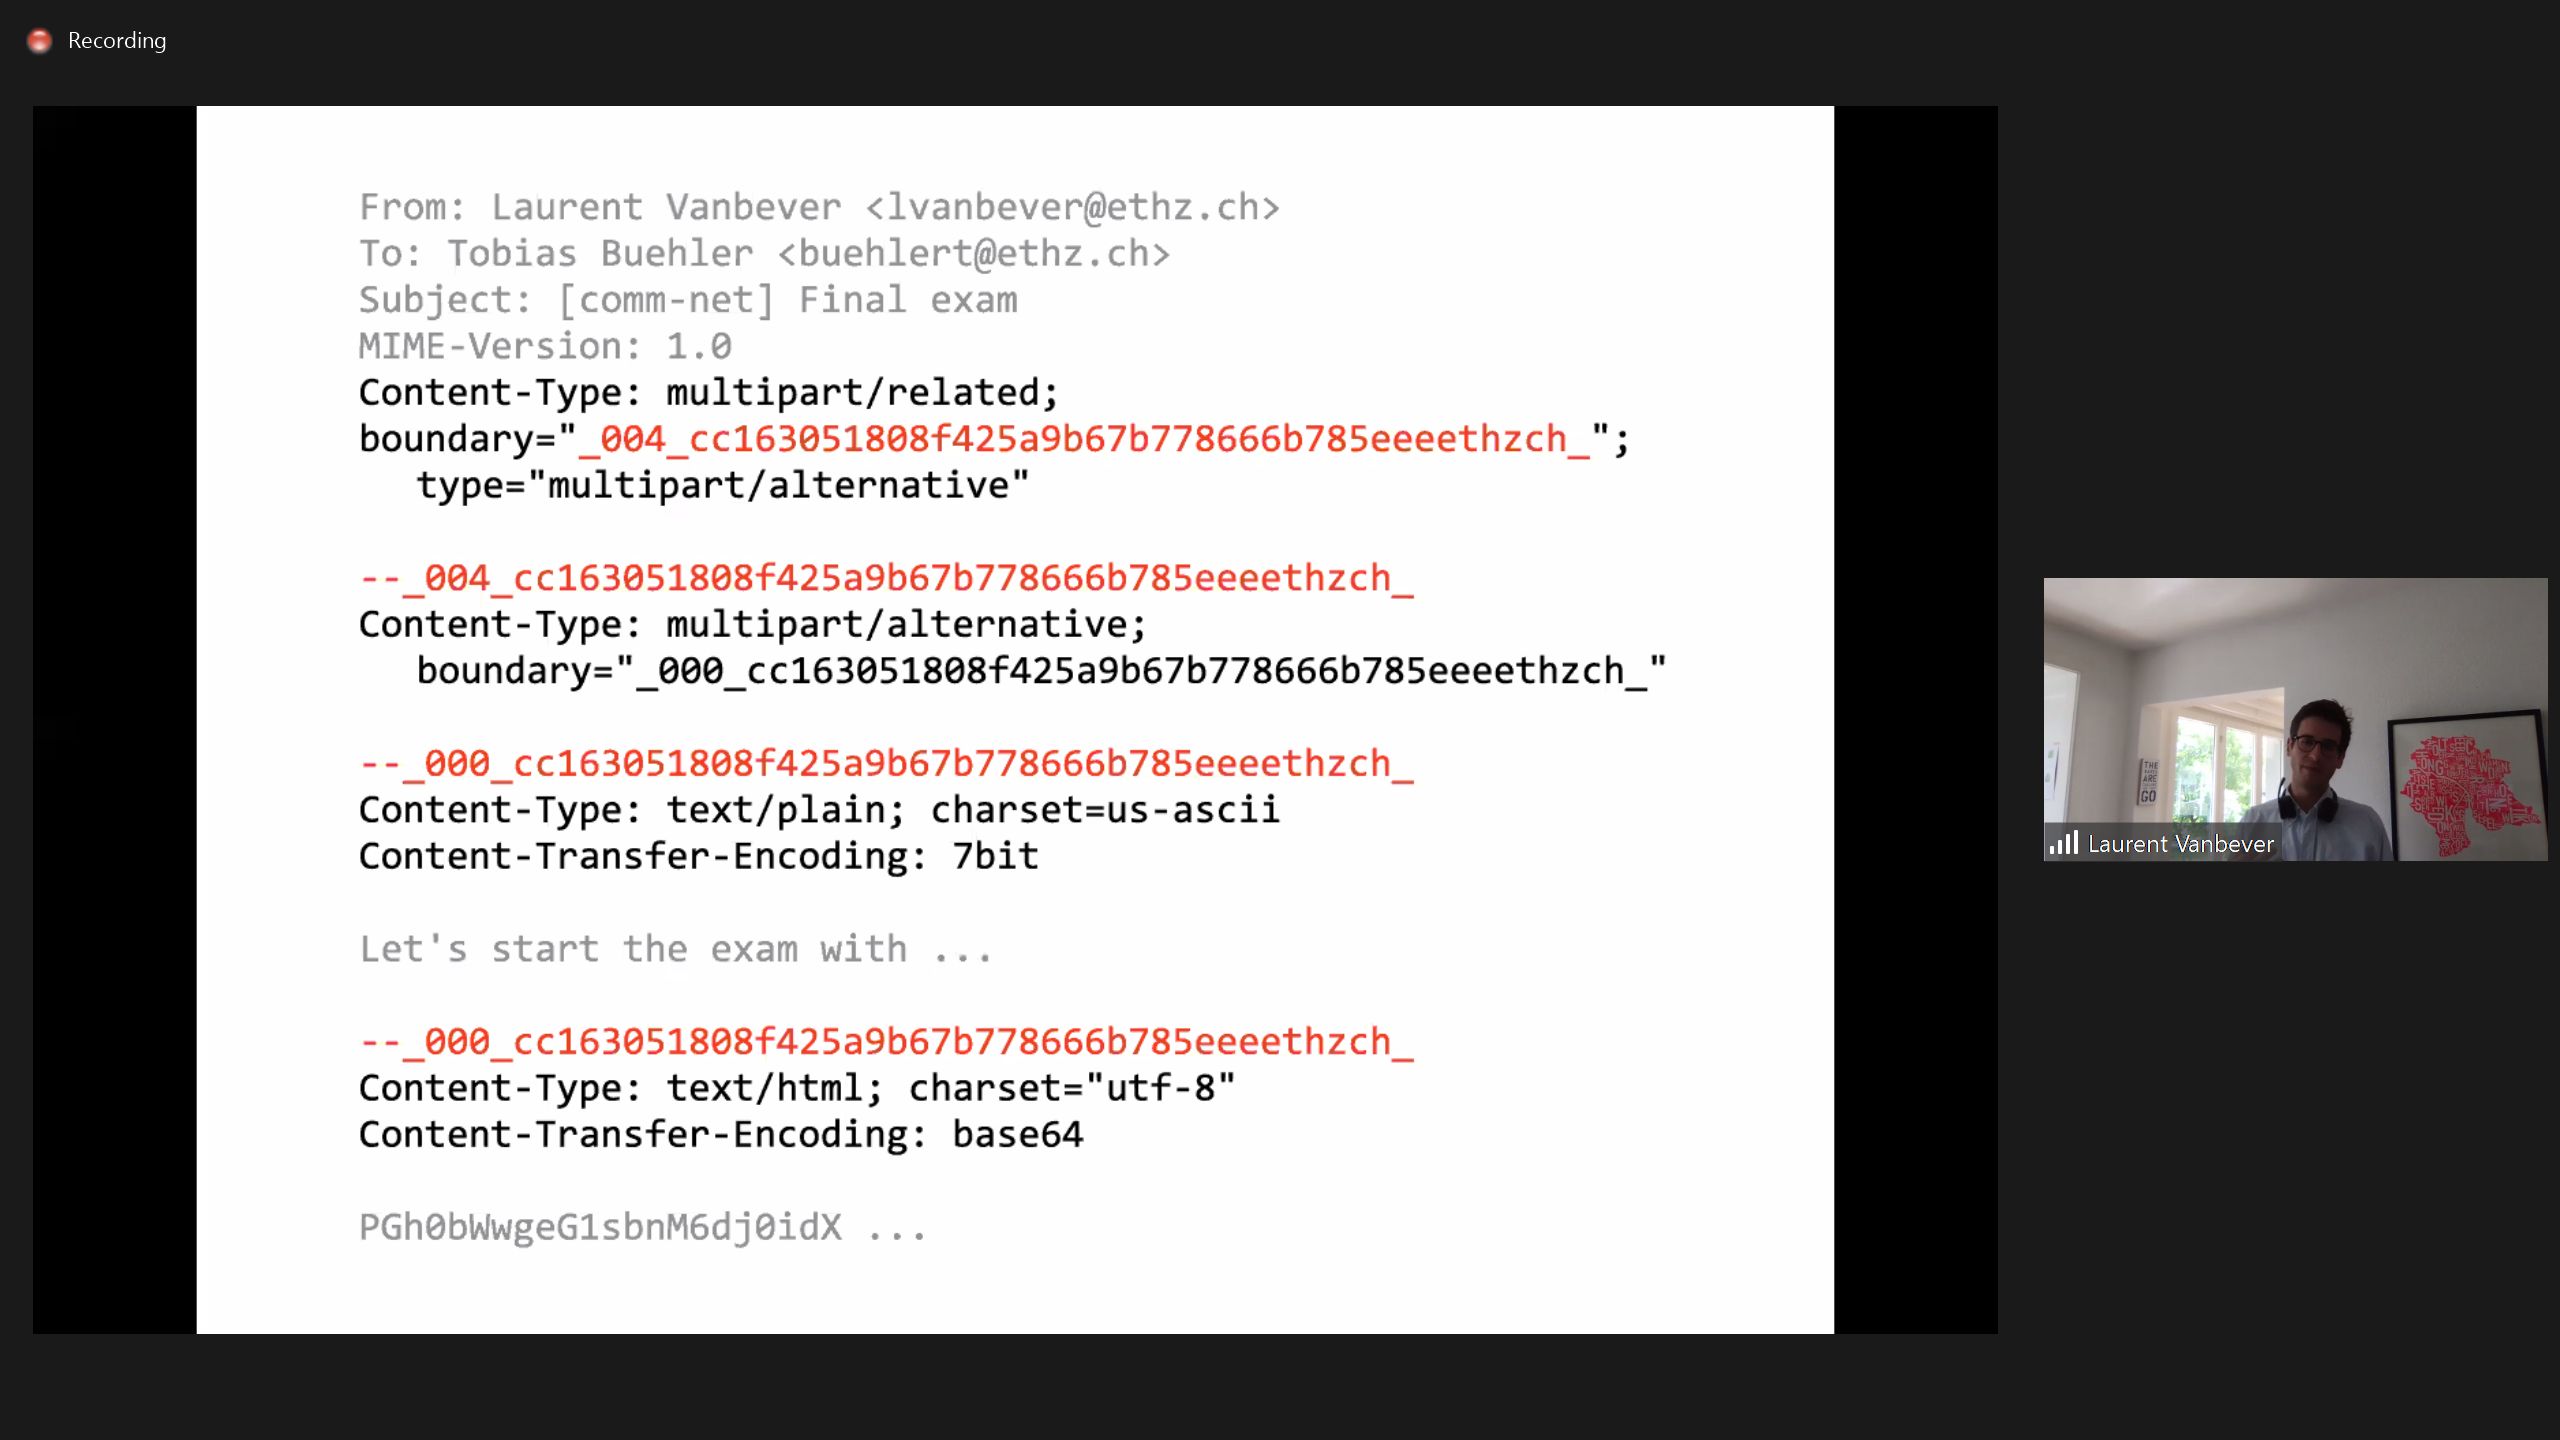 Recording
From: Laurent Vanbever <lvanbever@ethz.ch>
To: Tobias Buehler <buehlert@ethz.ch>
Subject: [comm-net] Final exam
MIME-Version: 1.0
Content-Type: multipart/related;
boundary="_004_cc163051808f425a9b67b778666b785eeeethzch_";
type="multipart/alternative"
--_004_cc163051808f425a9b67b778666b785eeeethzch_
Content-Type: multipart/alternative;
boundary="_000_cc163051808f425a9b67b778666b785eeeethzch_"
--_000_cc163051808f425a9b67b778666b785eeeethzch_
Content-Type: text/plain; charset=us-ascii
Content-Transfer-Encoding: 7bit
Let's start the exam with ...
--_000_cc163051808f425a9b67b778666b785eeeethzch_
Content-Type: text/html; charset="utf-8"
Content-Transfer-Encoding: base64
PGh0bWwgeG1sbnM6dj0idX ...
THE
ARE
GO
Laurent Vanbever